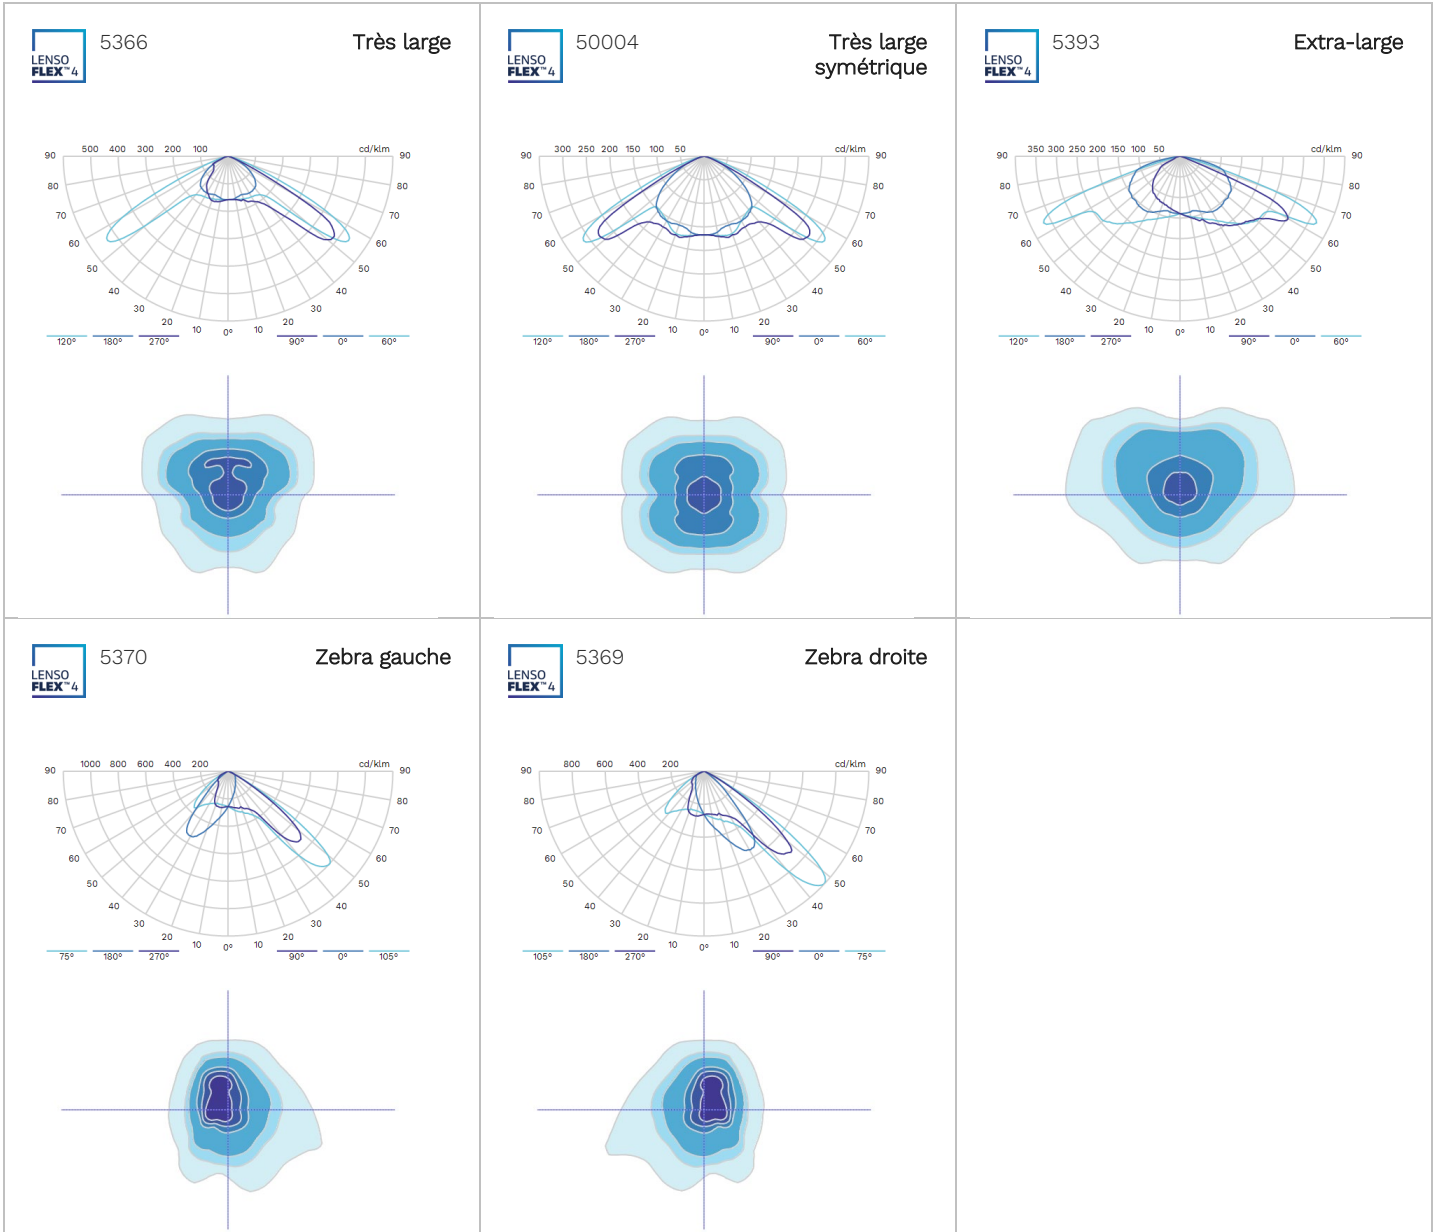 LENSO
FLEX™4
5366
Très large
90 500 400 300 200 100 cd/klm 90
80 80
70 70
60 60
50 50
40 40
30 30
20 10 0° 10 20
120° 180° 270° 90° 0° 60°
LENSO
FLEX™4
50004
Très large
symétrique
90 300 250 200 150 100 50 cd/klm 90
80 80
70 70
60 60
50 50
40 40
30 30
20 10 0° 10 20
120° 180° 270° 90° 0° 60°
LENSO
FLEX™4
5393
Extra-large
90 350 300 250 200 150 100 50 cd/klm 90
80 80
70 70
60 60
50 50
40 40
30 30
20 10 0° 10 20
120° 180° 270° 90° 0° 60°
LENSO
FLEX™4
5370
Zebra gauche
90 1000 800 600 400 200 cd/klm 90
80 80
70 70
60 60
50 50
40 40
30 30
20 10 0° 10 20
75° 180° 270° 90° 0° 105°
LENSO
FLEX™4
5369
Zebra droite
90 800 600 400 200 cd/klm 90
80 80
70 70
60 60
50 50
40 40
30 30
20 10 0° 10 20
105° 180° 270° 90° 0° 75°